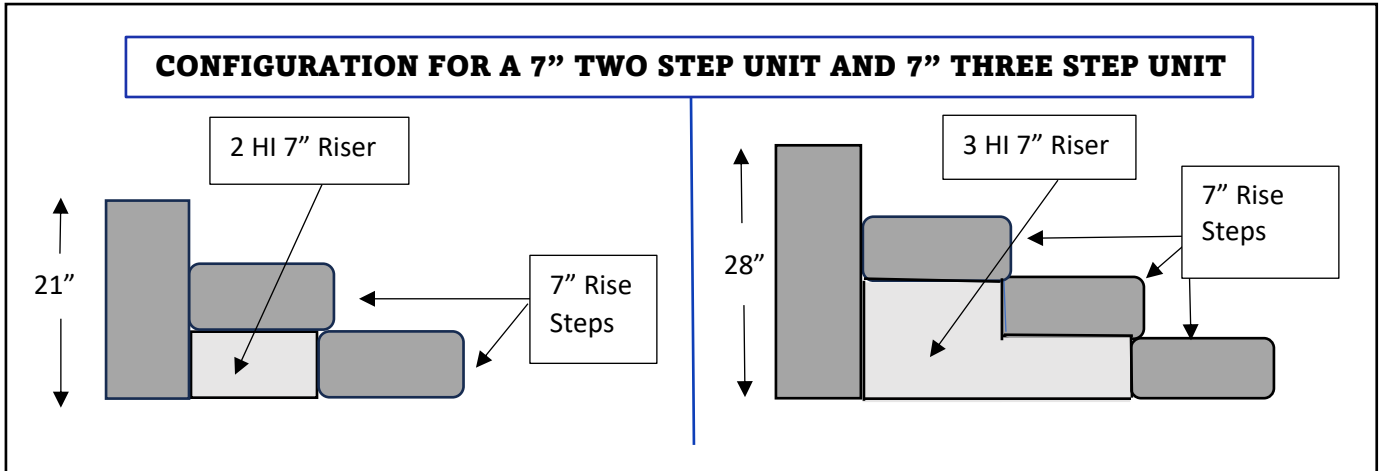 CONFIGURATION FOR A 7” TWO STEP UNIT AND 7” THREE STEP UNIT
2 HI 7” Riser
21”
7” Rise
Steps
3 HI 7” Riser
28”
7” Rise
Steps